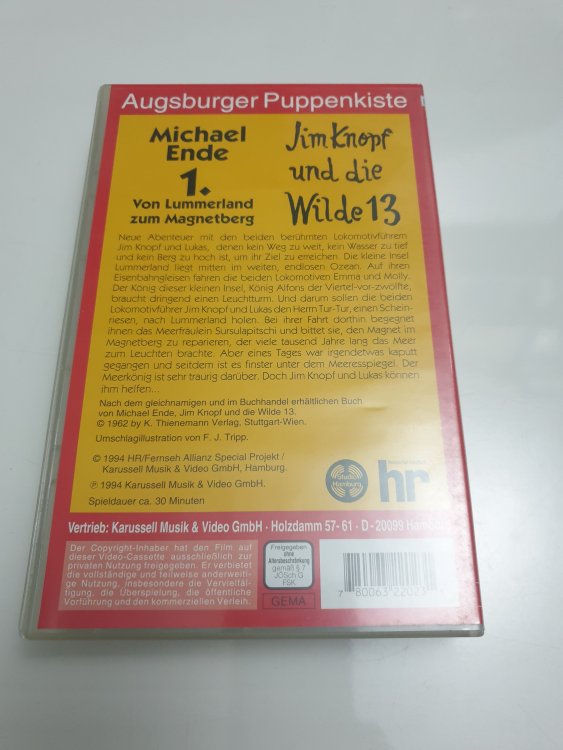 Augsburger Puppenkiste
Michael
Ende
1.
Von Lummerland
zum Magnetberg
Jim Knopf
und die
Wilde 13
Neue Abenteuer mit den beiden berühmten Lokomotivführern
Jim Knopf und Lukas, denen kein Weg zu weit, kein Wasser zu tief
und kein Berg zu hoch ist, um ihr Ziel zu erreichen. Die kleine Insel
Lummerland liegt mitten im weiten, endlosen Ozean. Auf ihren
Eisenbahngleisen fahren die beiden Lokomotiven Emma und Molly.
Der König dieser kleinen Insel, König Alfons der Viertel-vor-zwölfte,
braucht dringend einen Leuchtturm. Und darum sollen die beiden
Lokomotivführer Jim Knopf und Lukas den Herrn Tur-Tur, einen Schein-
riesen, nach Lummerland holen. Bei ihrer Fahrt dorthin begegnet
ihnen das Meerfräulein Sursulapitschi und bittet sie, den Magnet im
Magnetberg zu reparieren, der viele tausend Jahre lang das Meer
zum Leuchten brachte. Aber eines Tages war irgendetwas kaputt
gegangen und seitdem ist es finster unter dem Meeresspiegel. Der
Meerkönig ist sehr traurig darüber. Doch Jim Knopf und Lukas können
ihm helfen...
Nach dem gleichnamigen und im Buchhandel erhältlichen Buch
von Michael Ende, Jim Knopf und die Wilde 13.
© 1962 by K. Thienemann Verlag, Stuttgart-Wien.
Umschlagillustration von F. J. Tripp.
© 1994 HR/Fernseh Allianz Special Projekt /
Karussell Musik & Video GmbH, Hamburg.
℗ 1994 Karussell Musik & Video GmbH.
Spieldauer ca. 30 Minuten
Studio
Hamburg
hr
Vertrieb: Karussell Musik & Video GmbH · Holzdamm 57-61 · D-20099 Hamburg
Der Copyright-Inhaber hat den Film auf
dieser Video-Cassette ausschließlich zur
privaten Nutzung freigegeben. Er verbietet
die vollständige und teilweise anderweiti-
ge Nutzung, insbesondere die Vervielfäl-
tigung, die Überspielung, die öffentliche
Vorführung und den kommerziellen Verleih.
Freigegeben
ohne
Altersbeschränkung
gemäß § 7
JÖSchG
FSK
GEMA
7 80063 22023